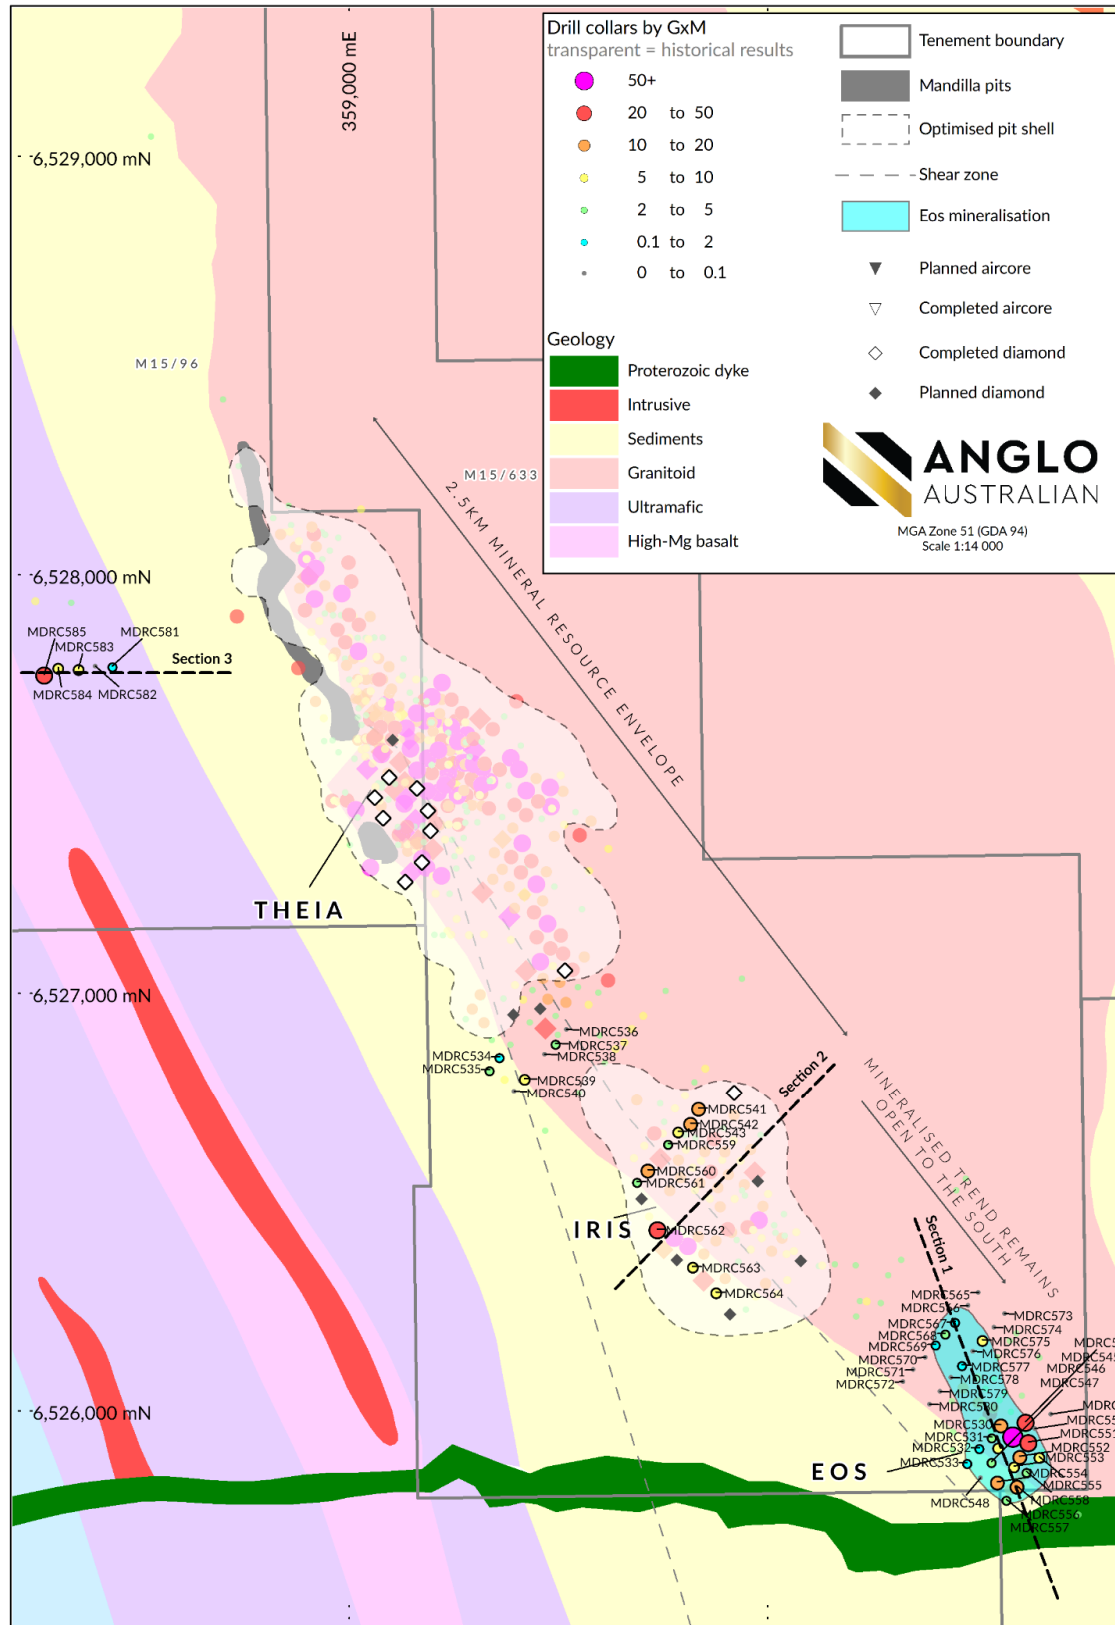 Drill collars by GxM
transparent = historical results
50+
20 to 50
10 to 20
5 to 10
2 to 5
0.1 to 2
0 to 0.1
Geology
Proterozoic dyke
Intrusive
Sediments
Granitoid
Ultramafic
High-Mg basalt
Tenement boundary
Mandilla pits
Optimised pit shell
Shear zone
Eos mineralisation
Planned aircore
Completed aircore
Completed diamond
Planned diamond
ANGLO
AUSTRALIAN
MGA Zone 51 (GDA 94)
Scale 1:14 000
359,000 mE
6,529,000 mN
M15/96
M15/633
2.5KM MINERAL RESOURCE ENVELOPE
6,528,000 mN
MDRC585
MDRC581
MDRC583
Section 3
MDRC584
MDRC582
THEIA
6,527,000 mN
MDRC536
MDRC537
MDRC534
MDRC538
MDRC535
MDRC539
MDRC540
Section 2
MINERALISED TREND REMAINS
OPEN TO THE SOUTH
MDRC541
MDRC542
MDRC543
MDRC559
MDRC560
MDRC561
IRIS
MDRC562
MDRC563
MDRC564
Section 1
MDRC565
MDRC566
MDRC573
MDRC567
MDRC574
MDRC568
MDRC575
MDRC569
MDRC576
MDRC570
MDRC577
MDRC571
MDRC578
MDRC572
MDRC579
MDRC580
MDRC5
MDRC545
MDRC546
MDRC547
6,526,000 mN
MDRC
MDRC530
MDRC55
MDRC531
MDRC551
MDRC532
MDRC552
MDRC533
MDRC553
EOS
MDRC554
MDRC555
MDRC548
MDRC558
MDRC556
MDRC557